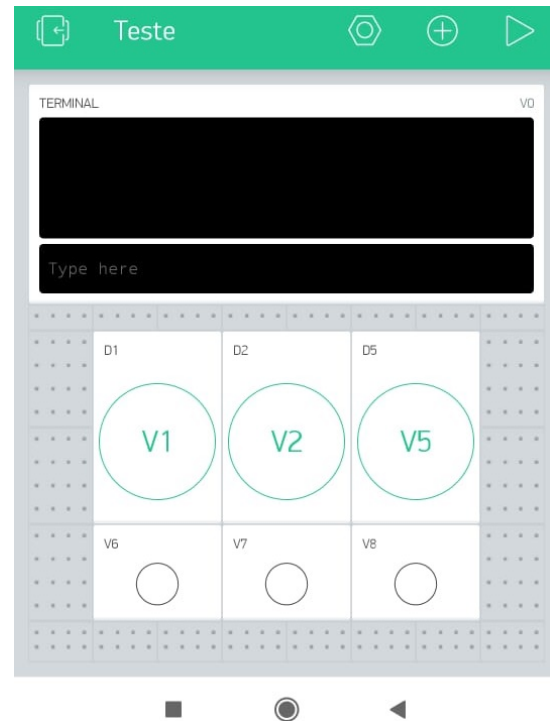 Teste
TERMINAL V0
Type here
D1 D2 D5
V1 V2 V5
V6 V7 V8